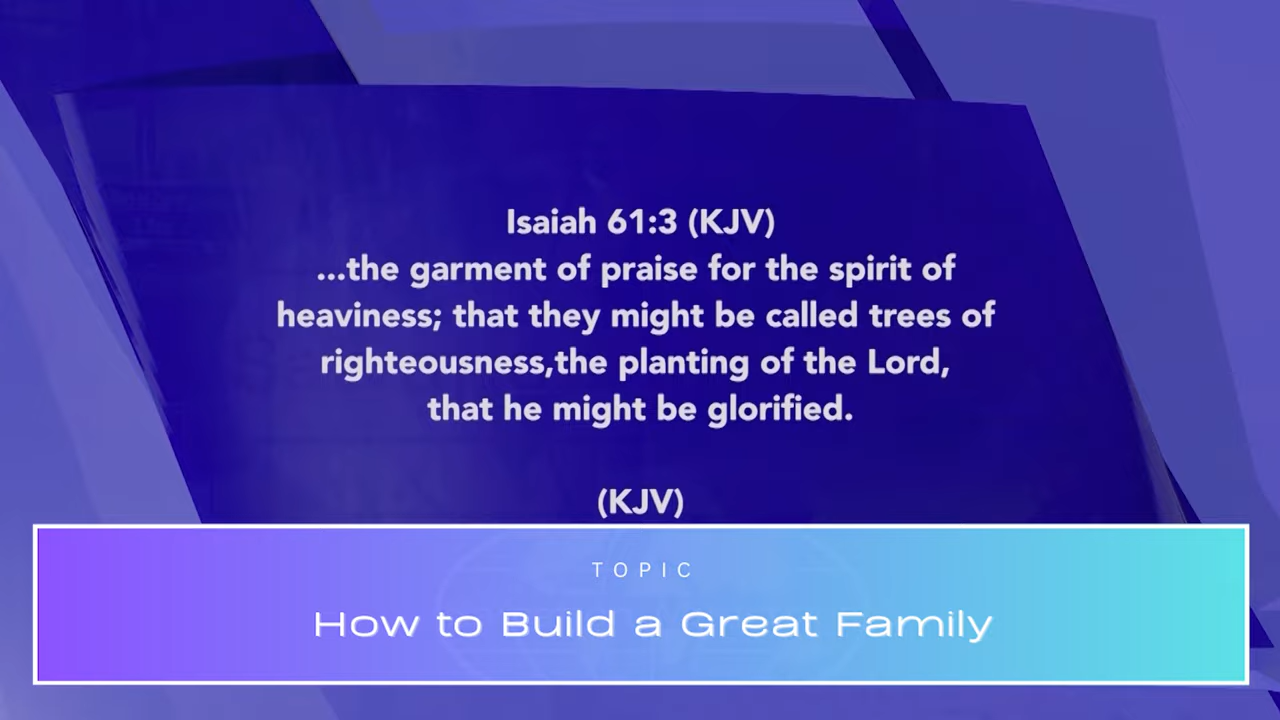 Isaiah 61:3 (KJV)
...the garment of praise for the spirit of
heaviness; that they might be called trees of
righteousness,the planting of the Lord,
that he might be glorified.
(KJV)
TOPIC
How to Build a Great Family